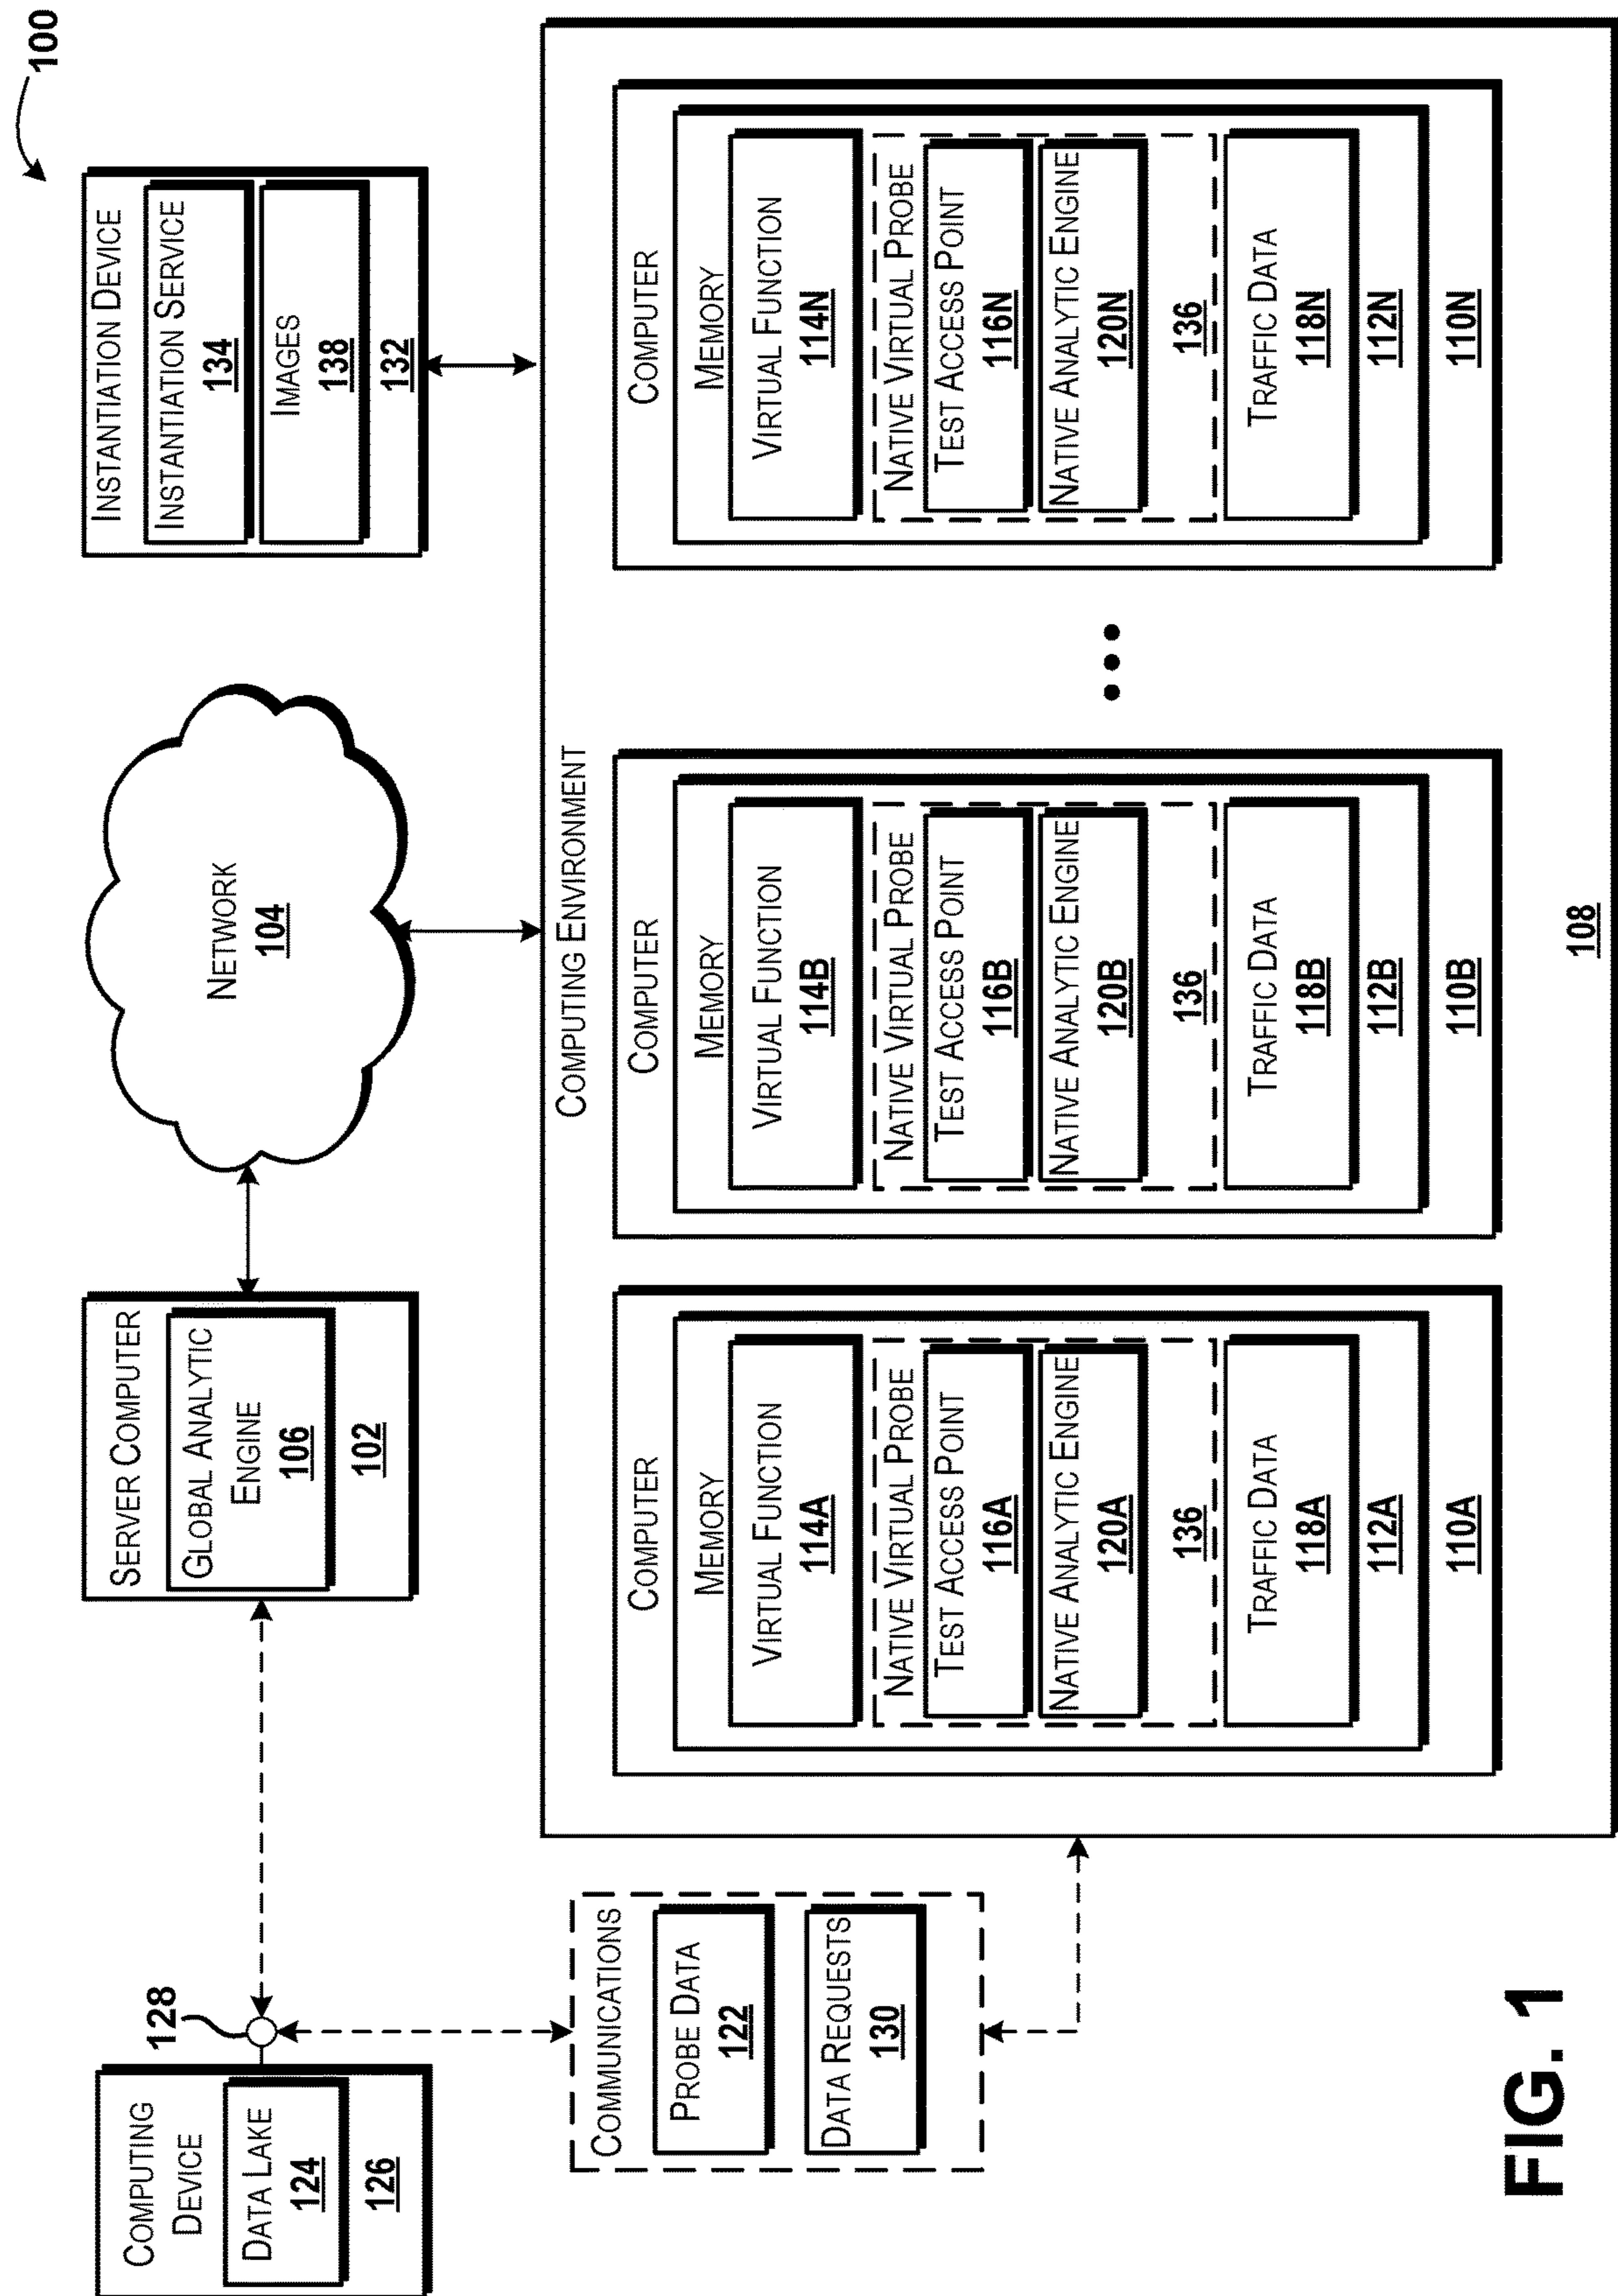 100
COMPUTING
DEVICE
DATA LAKE
124
126
128
SERVER COMPUTER
GLOBAL ANALYTIC
ENGINE
106
102
NETWORK
104
INSTANTIATION DEVICE
INSTANTIATION SERVICE
134
IMAGES
138
132
COMMUNICATIONS
PROBE DATA
122
DATA REQUESTS
130
COMPUTING ENVIRONMENT
COMPUTER
MEMORY
VIRTUAL FUNCTION
114A
NATIVE VIRTUAL PROBE
TEST ACCESS POINT
116A
NATIVE ANALYTIC ENGINE
120A
136
TRAFFIC DATA
118A
112A
110A
COMPUTER
MEMORY
VIRTUAL FUNCTION
114B
NATIVE VIRTUAL PROBE
TEST ACCESS POINT
116B
NATIVE ANALYTIC ENGINE
120B
136
TRAFFIC DATA
118B
112B
110B
COMPUTER
MEMORY
VIRTUAL FUNCTION
114N
NATIVE VIRTUAL PROBE
TEST ACCESS POINT
116N
NATIVE ANALYTIC ENGINE
120N
136
TRAFFIC DATA
118N
112N
110N
108
FIG. 1